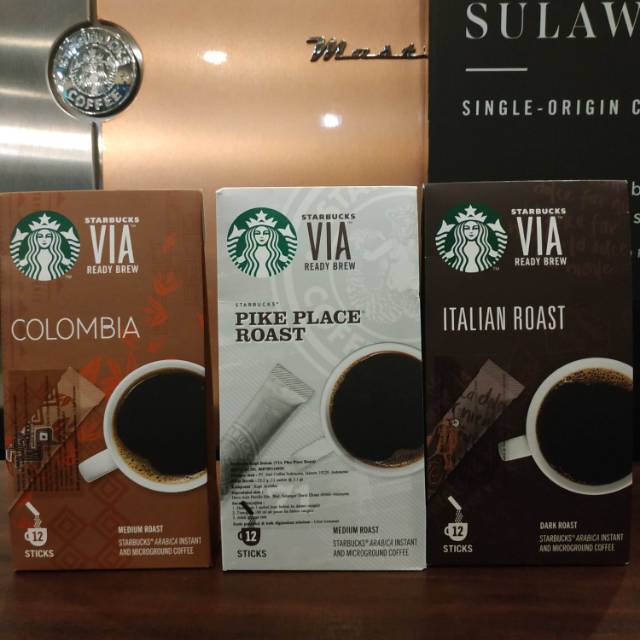 SULAW
SINGLE-ORIGIN C
COFFEE
STARBUCKS
VIA
READY BREW
COLOMBIA
12
STICKS
MEDIUM ROAST
STARBUCKS® ARABICA INSTANT
AND MICROGROUND COFFEE
STARBUCKS
VIA
READY BREW
STARBUCKS®
PIKE PLACE®
ROAST
12
STICKS
MEDIUM ROAST
STARBUCKS® ARABICA INSTANT
AND MICROGROUND COFFEE
STARBUCKS
VIA
READY BREW
ITALIAN ROAST
12
STICKS
DARK ROAST
STARBUCKS® ARABICA INSTANT
AND MICROGROUND COFFEE